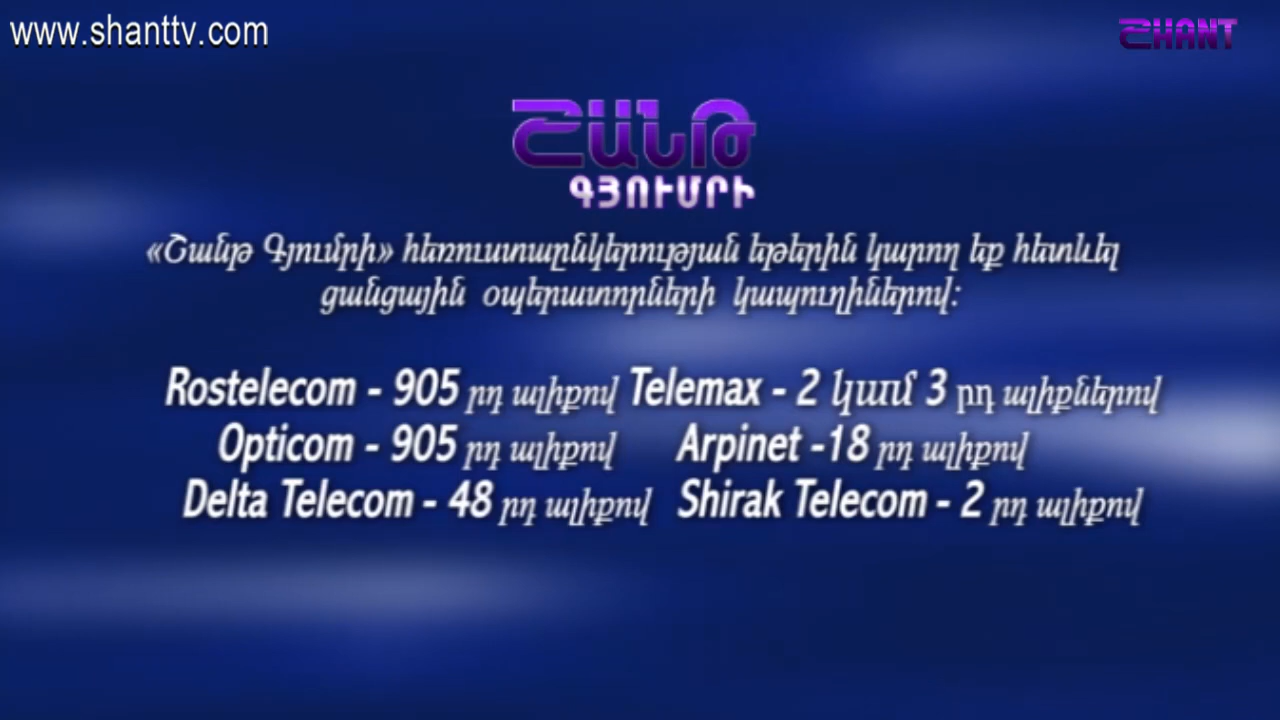 www.shanttv.com
SHANT
ՇԱՆԹ
ԳՅՈՒՄՐԻ
«Շանթ Գյումրի» հեռուստաընկերության եթերին կարող եք հետևել
ցանցային օպերատորների կապուղիներով:
Rostelecom - 905 րդ ալիքով Telemax - 2 կամ 3 րդ ալիքներով
Opticom - 905 րդ ալիքով Arpinet -18 րդ ալիքով
Delta Telecom - 48 րդ ալիքով Shirak Telecom - 2 րդ ալիքով